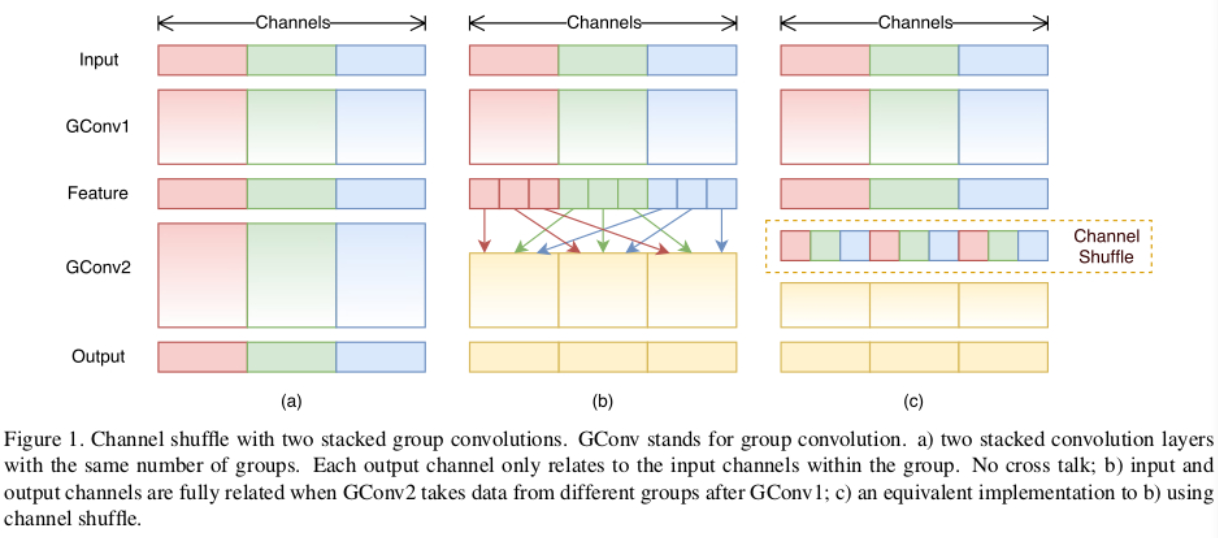 Channels Channels Channels
Input
GConv1
Feature
GConv2
Channel
Shuffle
Output
(a) (b) (c)
Figure 1. Channel shuffle with two stacked group convolutions. GConv stands for group convolution. a) two stacked convolution layers
with the same number of groups. Each output channel only relates to the input channels within the group. No cross talk; b) input and
output channels are fully related when GConv2 takes data from different groups after GConv1; c) an equivalent implementation to b) using
channel shuffle.